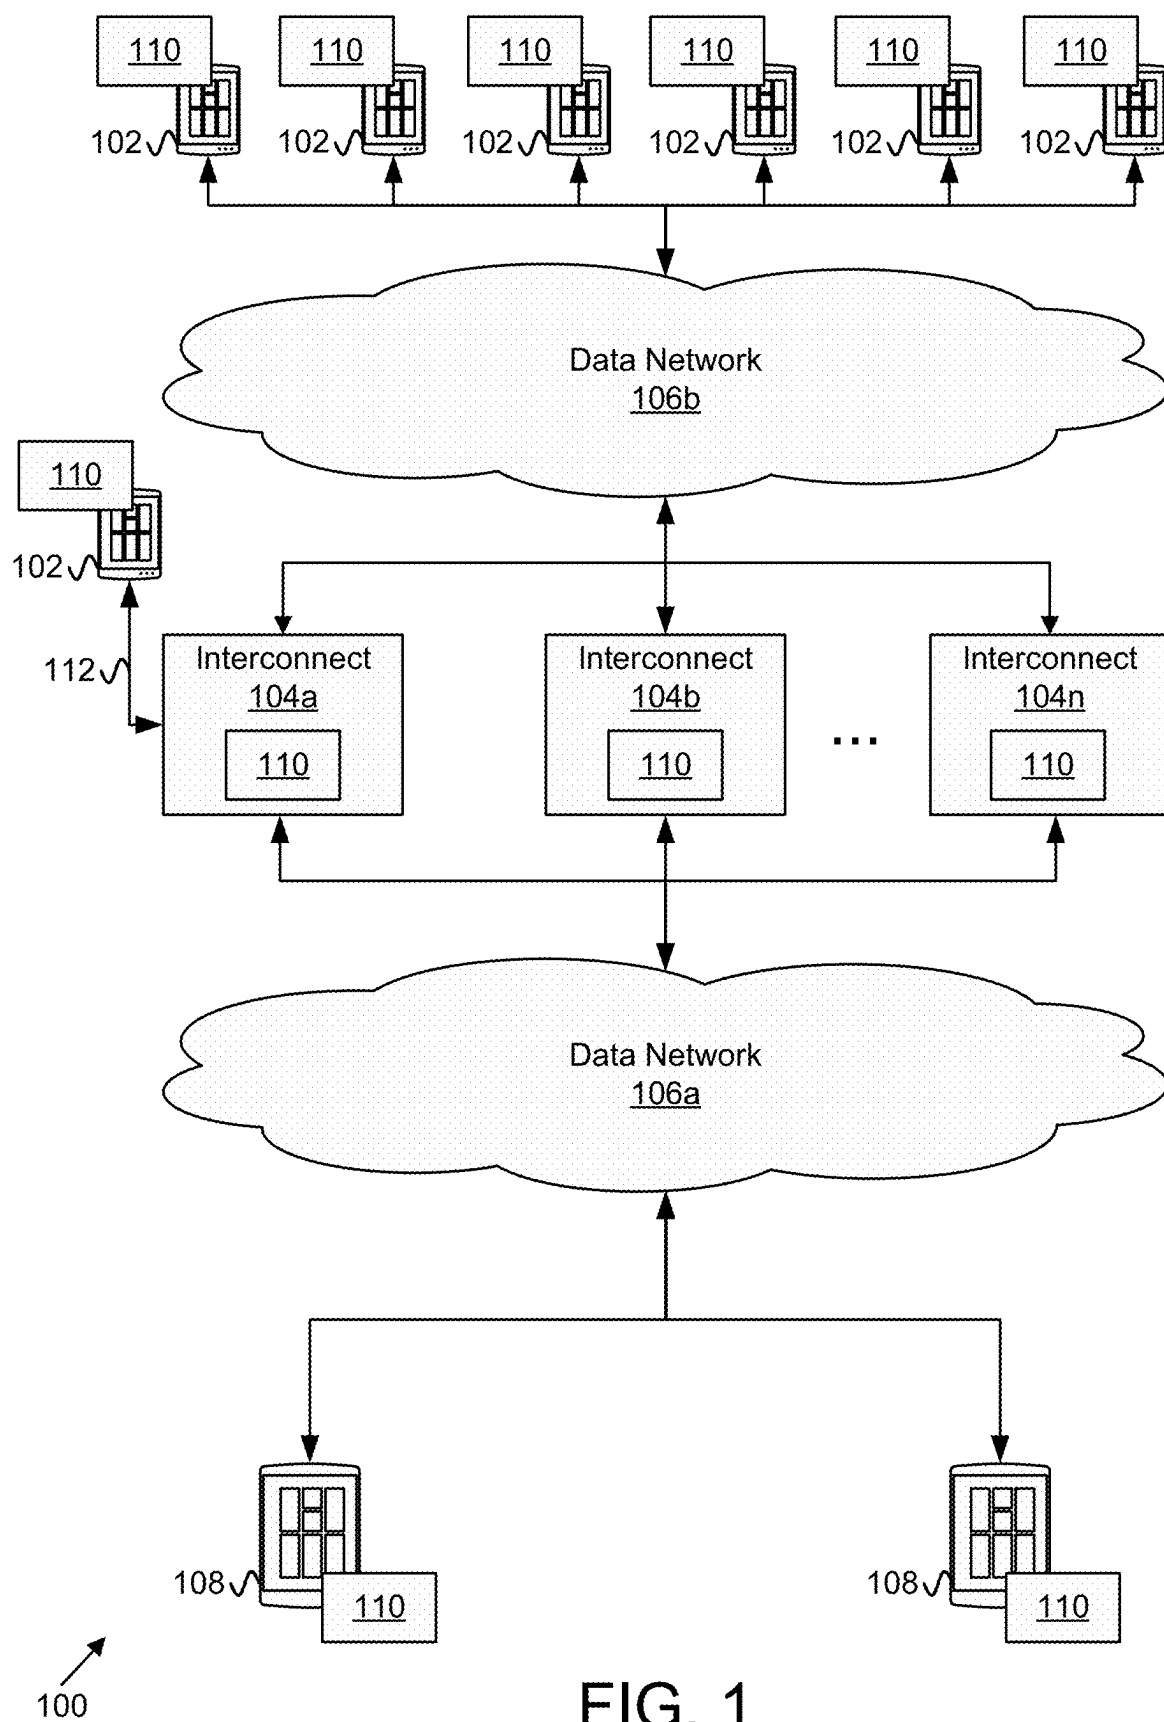 110 110 110 110 110 110
102 102 102 102 102 102
Data Network
106b
110
102
112
Interconnect Interconnect Interconnect
104a 104b 104n
...
110 110 110
Data Network
106a
108 108
110 110
100
FIG. 1